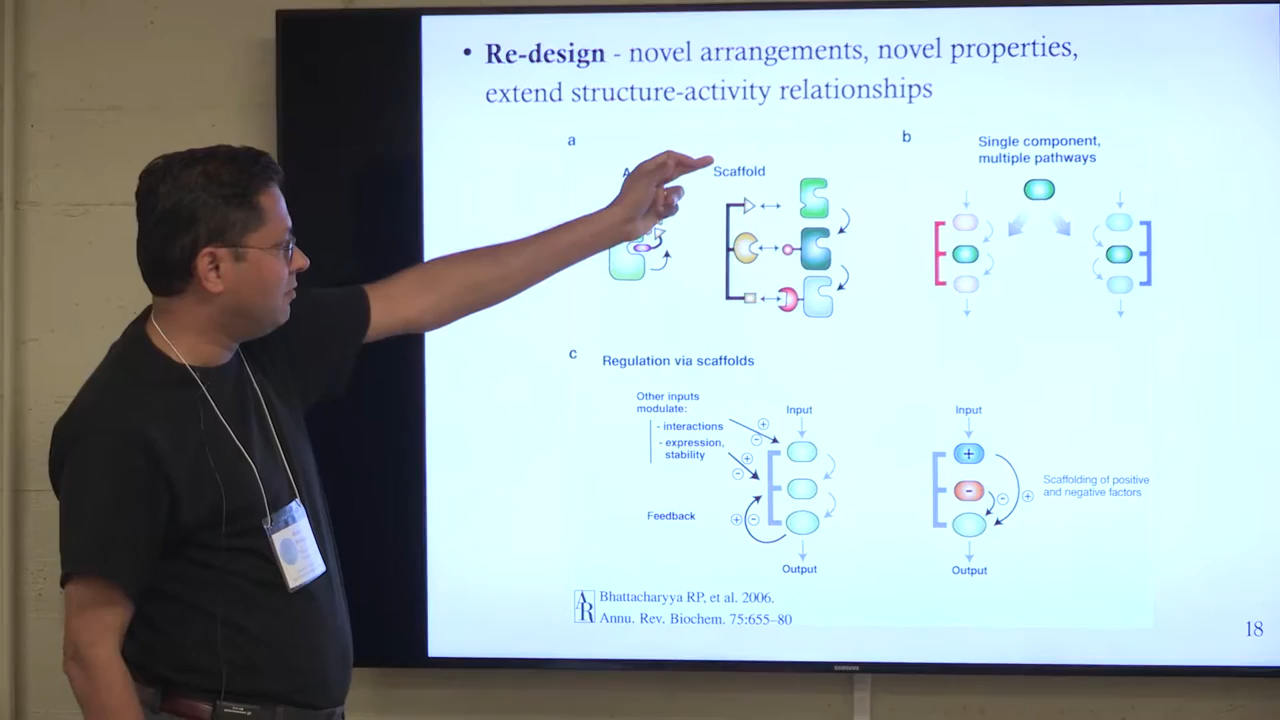 • Re-design - novel arrangements, novel properties,
extend structure-activity relationships
a
Scaffold
b
Single component,
multiple pathways
c
Regulation via scaffolds
Other inputs
modulate:
- interactions
- expression,
stability
Feedback
Input
+
-
+
-
+ -
Output
Input
+
-
-
+
Output
Scaffolding of positive
and negative factors
AR
Bhattacharyya RP, et al. 2006.
Annu. Rev. Biochem. 75:655–80
18
SAMSUNG